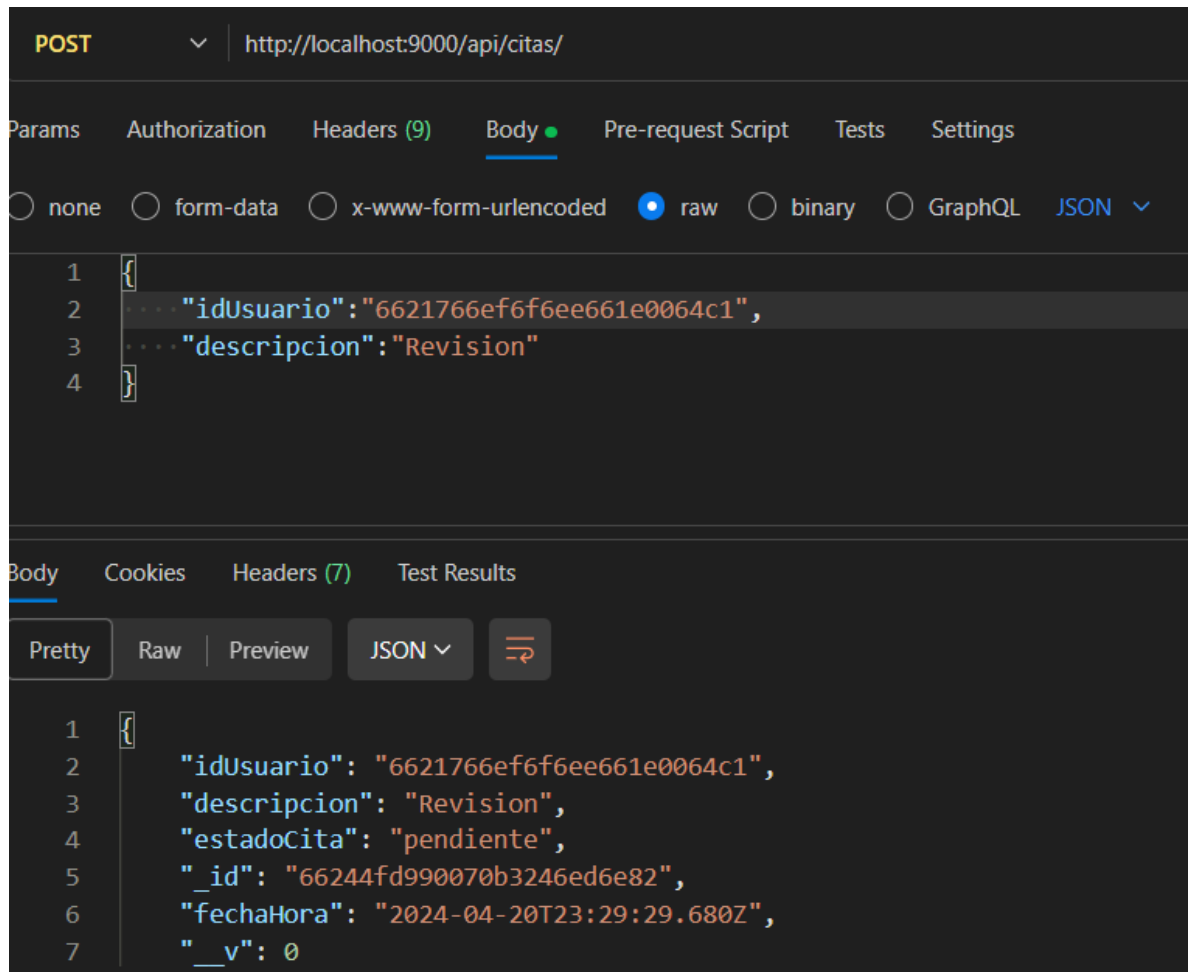 POST http://localhost:9000/api/citas/
Params Authorization Headers (9) Body Pre-request Script Tests Settings
none form-data x-www-form-urlencoded raw binary GraphQL JSON
1 {
2 "idUsuario":"6621766ef6f6ee661e0064c1",
3 "descripcion":"Revision"
4 }
Body Cookies Headers (7) Test Results
Pretty Raw Preview JSON
1 {
2 "idUsuario": "6621766ef6f6ee661e0064c1",
3 "descripcion": "Revision",
4 "estadoCita": "pendiente",
5 "_id": "66244fd990070b3246ed6e82",
6 "fechaHora": "2024-04-20T23:29:29.680Z",
7 "__v": 0